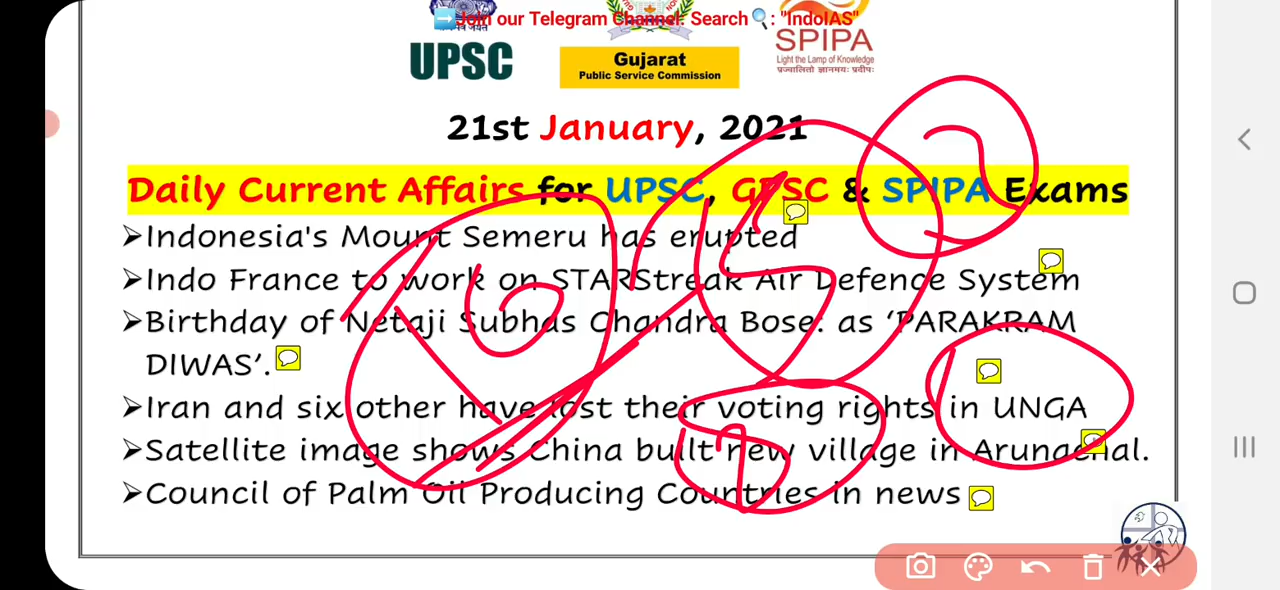 ➡Join our Telegram Channel. Search🔍: "IndoIAS"
UPSC
Gujarat
Public Service Commission
SPIPA
Light the Lamp of Knowledge
प्रज्वालितो ज्ञानमयः प्रदीपः
21st January, 2021
Daily Current Affairs for UPSC, GPSC & SPIPA Exams
➢Indonesia's Mount Semeru has erupted
➢Indo France to work on STARStreak Air Defence System
➢Birthday of Netaji Subhas Chandra Bose: as ‘PARAKRAM
DIWAS’.
➢Iran and six other have lost their voting rights in UNGA
➢Satellite image shows China built new village in Arunachal.
➢Council of Palm Oil Producing Countries in news